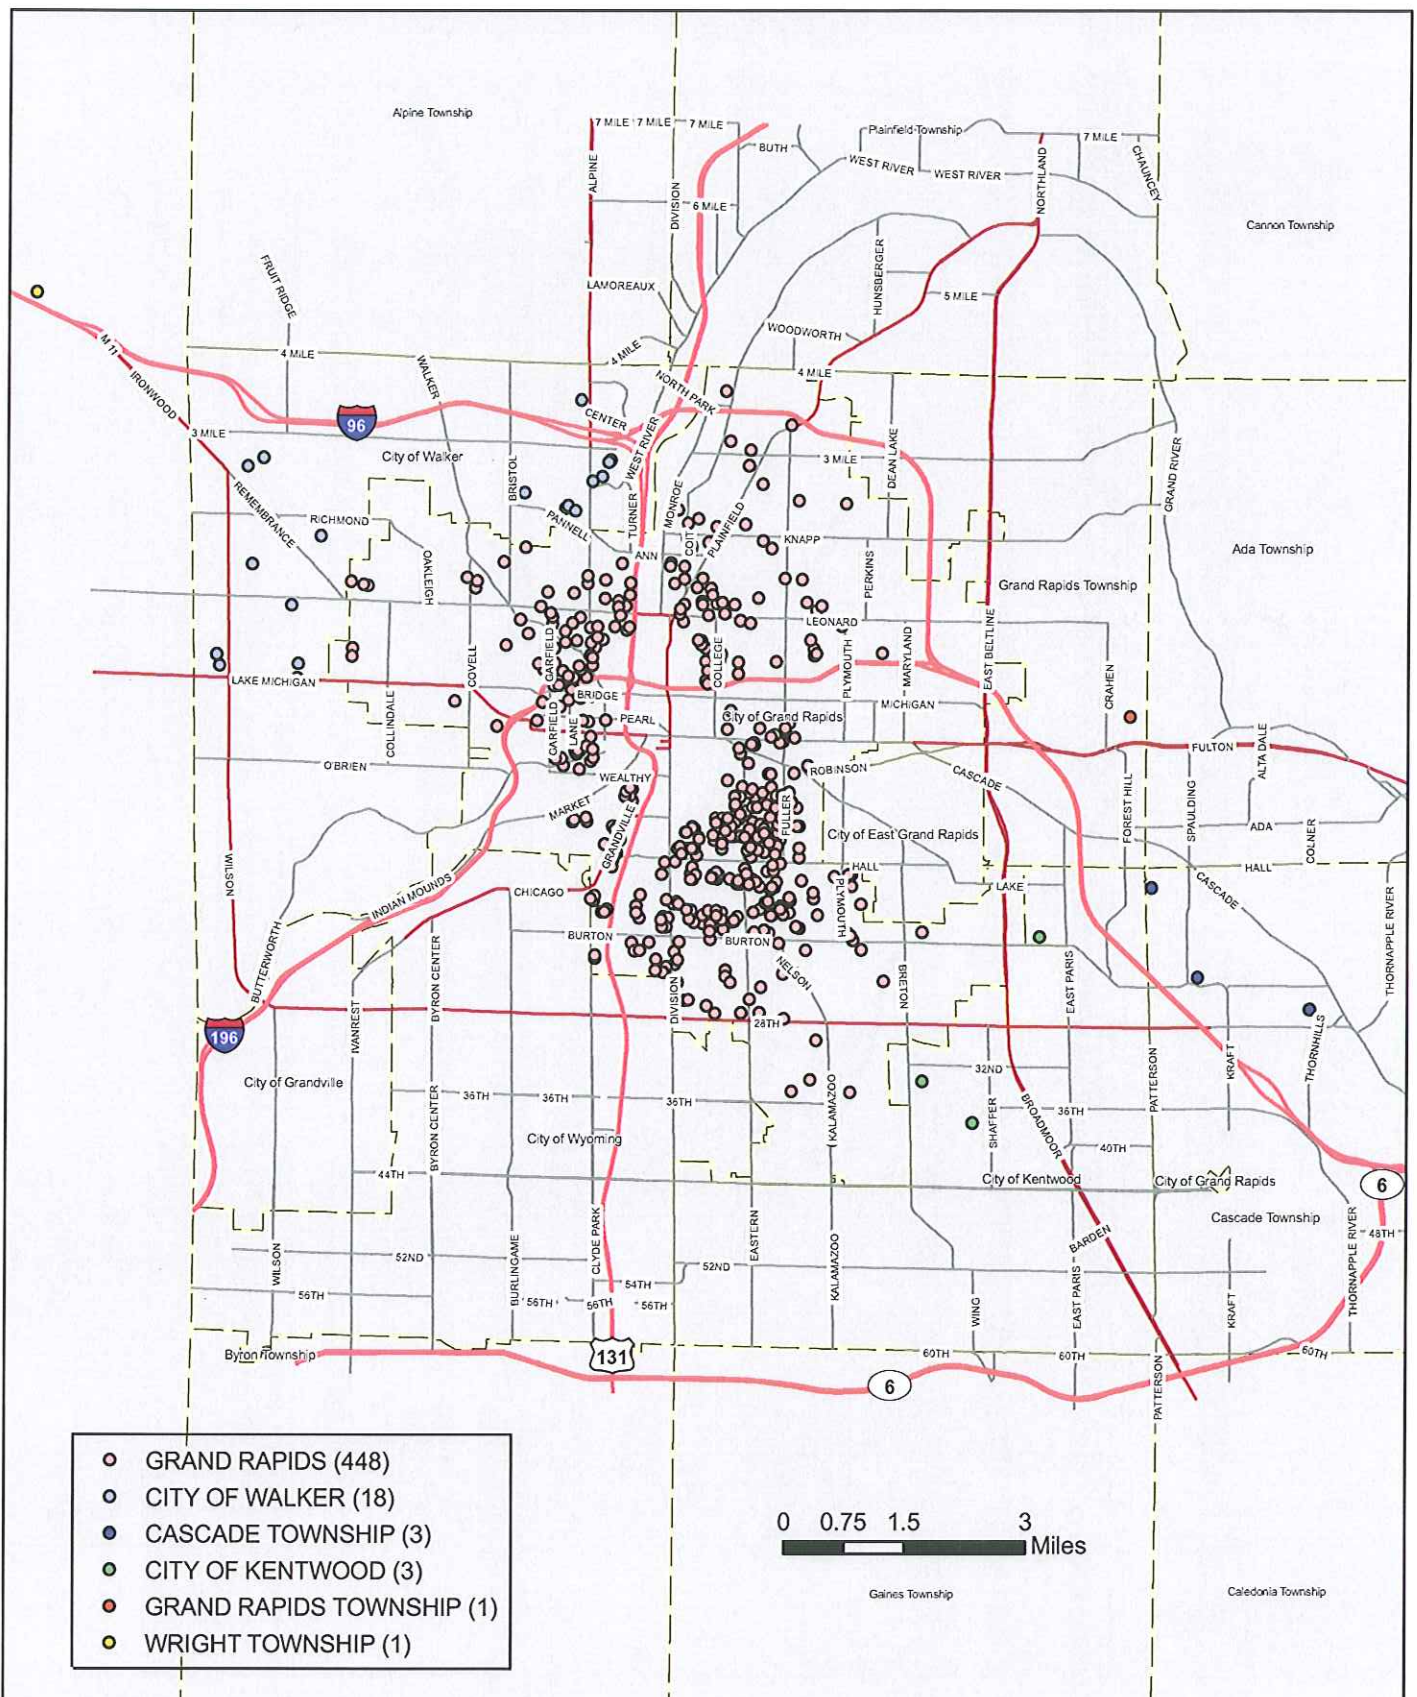 Alpine Township
7 MILE 7 MILE 7 MILE
Plainfield Township
7 MILE
BUTH
WEST RIVER
WEST RIVER
CHAUNCEY
ALPINE
DIVISION
NORTHLAND
6 MILE
Cannon Township
FRUIT RIDGE
HUNSBERGER
LAMOREAUX
5 MILE
WOODWORTH
M 11
4 MILE
4 MILE
WALKER
4 MILE
IRONWOOD
NORTH PARK
CENTER
96
3 MILE
WEST RIVER
DEAN LAKE
City of Walker
3 MILE
GRAND RIVER
BRISTOL
REMEMBRANCE
RICHMOND
PANNELL
TURNER
MONROE
PLAINFIELD
COIT
KNAPP
ANN
Ada Township
OAKLEIGH
PERKINS
Grand Rapids Township
LEONARD
GARFIELD
COLLEGE
PLYMOUTH
MARYLAND
EAST BELTLINE
COVELL
CRAHEN
LAKE MICHIGAN
BRIDGE
MICHIGAN
COLLINDALE
GARFIELD
LANE
PEARL
City of Grand Rapids
FULTON
ALTA DALE
O'BRIEN
WEALTHY
ROBINSON
CASCADE
MARKET
GRANDVILLE
FULLER
City of East Grand Rapids
FOREST HILL
SPAULDING
ADA
COLNER
WILSON
HALL
HALL
INDIAN MOUNDS
CHICAGO
PLYMOUTH
LAKE
CASCADE
THORNAPPLE RIVER
BURTON
BURTON
BUTTERWORTH
BYRON CENTER
NELSON
BRETON
EAST PARIS
IVANREST
DIVISION
28TH
196
THORNHILLS
City of Grandville
32ND
PATTERSON
KRAFT
36TH
36TH
36TH
KALAMAZOO
SHAFFER
BROADMOOR
36TH
BYRON CENTER
City of Wyoming
40TH
44TH
City of Kentwood
City of Grand Rapids
6
Cascade Township
CLYDE PARK
EASTERN
BARDEN
48TH
WILSON
52ND
BURLINGAME
52ND
KALAMAZOO
THORNAPPLE RIVER
54TH
56TH
56TH
56TH
56TH
WING
EAST PARIS
KRAFT
Byron Township
131
60TH
60TH
60TH
6
PATTERSON
GRAND RAPIDS (448)
CITY OF WALKER (18)
CASCADE TOWNSHIP (3)
CITY OF KENTWOOD (3)
GRAND RAPIDS TOWNSHIP (1)
WRIGHT TOWNSHIP (1)
0 0.75 1.5 3
Miles
Gaines Township
Caledonia Township